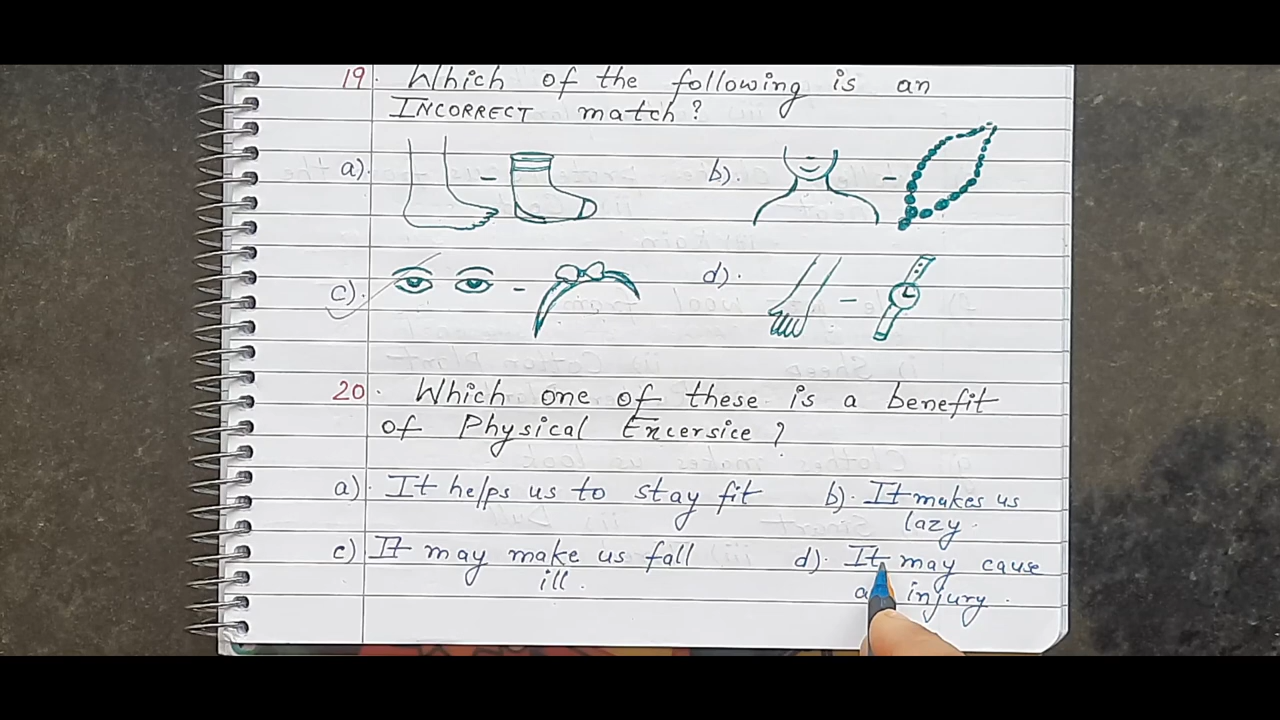 19. Which of the following is an
INCORRECT match?
a). - b). -
c). - d). -
20. Which one of these is a benefit
of Physical Excersice?
a). It helps us to stay fit b). It makes us
lazy.
c) It may make us fall d). It may cause
ill. injury.